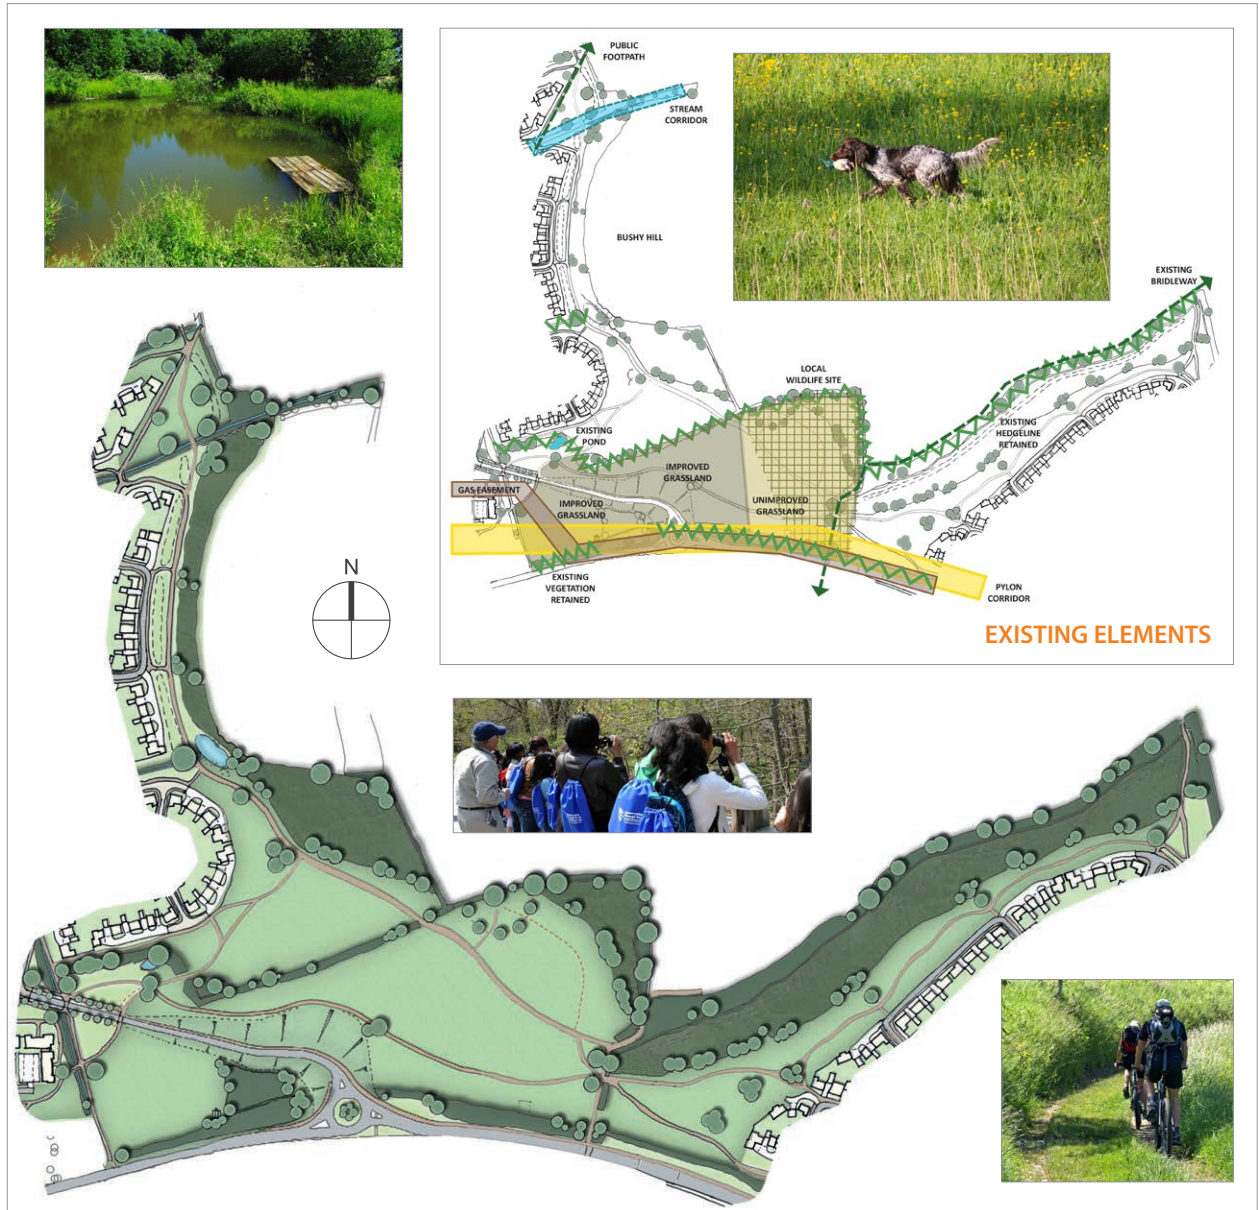 PUBLIC
FOOTPATH
STREAM
CORRIDOR
BUSHY HILL
EXISTING
BRIDLEWAY
LOCAL
WILDLIFE SITE
EXISTING
POND
EXISTING
HEDGELINE
RETAINED
IMPROVED
GRASSLAND
GAS EASEMENT
IMPROVED
GRASSLAND
UNIMPROVED
GRASSLAND
EXISTING
VEGETATION
RETAINED
PYLON
CORRIDOR
EXISTING ELEMENTS
N